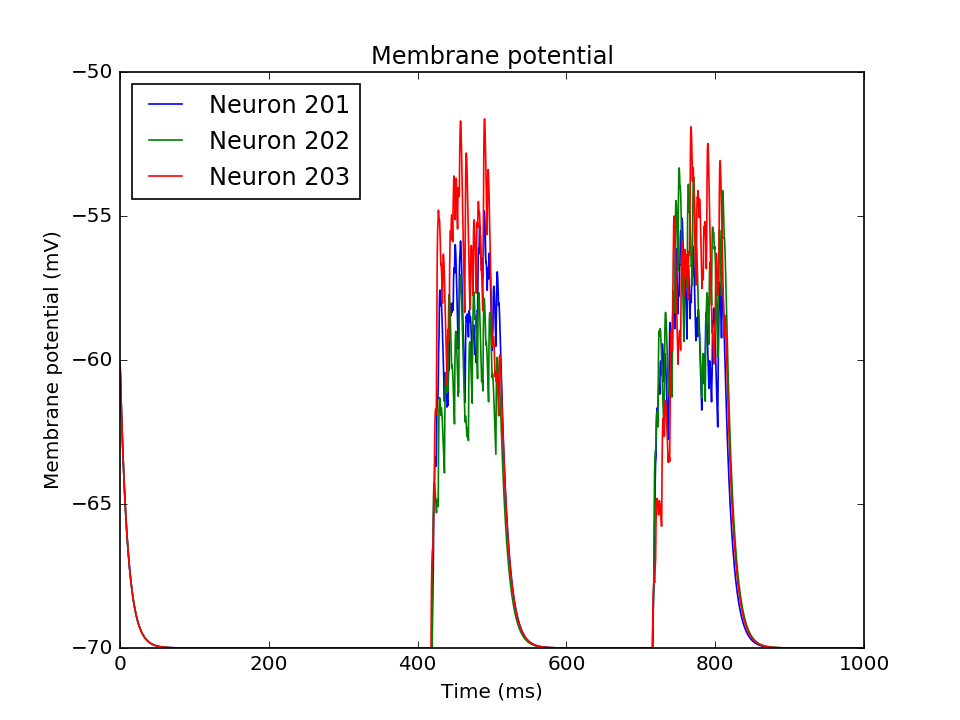 Membrane potential
−50
Neuron 201
Neuron 202
Neuron 203
−55
−60
−65
−70
Membrane potential (mV)
0 200 400 600 800 1000
Time (ms)